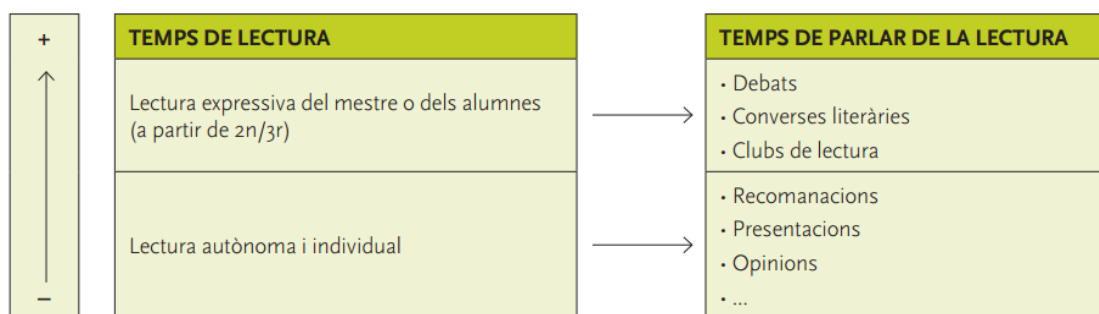 +
–
TEMPS DE LECTURA
Lectura expressiva del mestre o dels alumnes
(a partir de 2n/3r)
Lectura autònoma i individual
TEMPS DE PARLAR DE LA LECTURA
• Debats
• Converses literàries
• Clubs de lectura
• Recomanacions
• Presentacions
• Opinions
• ...